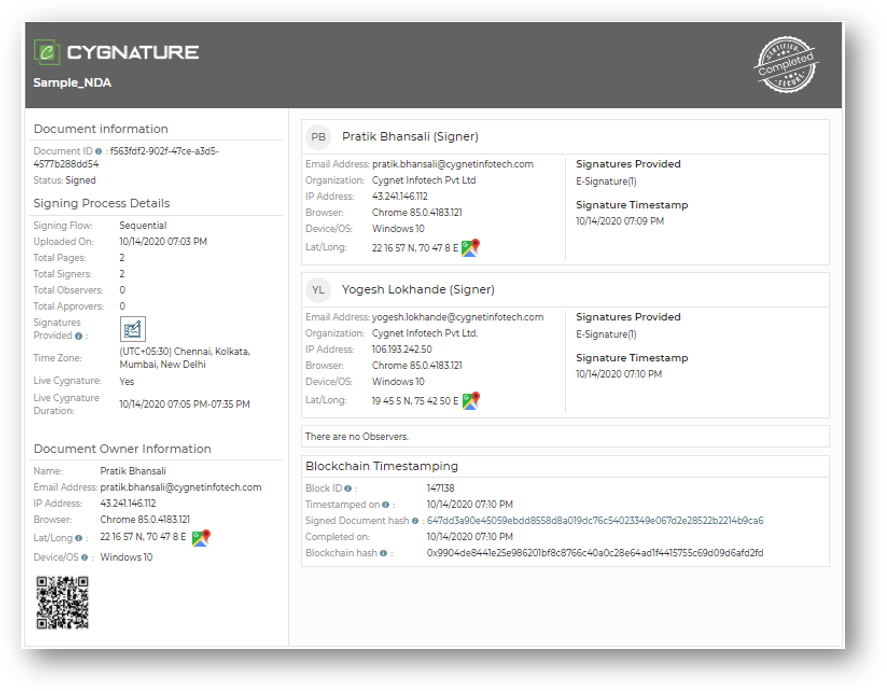 CYGNATURE
Sample_NDA
CERTIFIED
Completed
SECURE
Document information
Document ID : f563fdf2-902f-47ce-a3d5-
4577b288dd54
Status: Signed
Signing Process Details
Signing Flow: Sequential
Uploaded On: 10/14/2020 07:03 PM
Total Pages: 2
Total Signers: 2
Total Observers: 0
Total Approvers: 0
Signatures
Provided :
Time Zone: (UTC+05:30) Chennai, Kolkata,
Mumbai, New Delhi
Live Cygnature: Yes
Live Cygnature
Duration: 10/14/2020 07:05 PM-07:35 PM
Document Owner Information
Name: Pratik Bhansali
Email Address: pratik.bhansali@cygnetinfotech.com
IP Address: 43.241.146.112
Browser: Chrome 85.0.4183.121
Lat/Long : 22 16 57 N, 70 47 8 E
Device/OS : Windows 10
PB Pratik Bhansali (Signer)
Email Address: pratik.bhansali@cygnetinfotech.com
Organization: Cygnet Infotech Pvt Ltd
IP Address: 43.241.146.112
Browser: Chrome 85.0.4183.121
Device/OS: Windows 10
Lat/Long: 22 16 57 N, 70 47 8 E
Signatures Provided
E-Signature(1)
Signature Timestamp
10/14/2020 07:09 PM
YL Yogesh Lokhande (Signer)
Email Address: yogesh.lokhande@cygnetinfotech.com
Organization: Cygnet Infotech Pvt Ltd.
IP Address: 106.193.242.50
Browser: Chrome 85.0.4183.121
Device/OS: Windows 10
Lat/Long: 19 45 5 N, 75 42 50 E
Signatures Provided
E-Signature(1)
Signature Timestamp
10/14/2020 07:10 PM
There are no Observers.
Blockchain Timestamping
Block ID : 147138
Timestamped on : 10/14/2020 07:10 PM
Signed Document hash : 647dd3a90e45059ebdd8558d8a019dc76c54023349e067d2e28522b2214b9ca6
Completed on: 10/14/2020 07:10 PM
Blockchain hash : 0x9904de8441e25e986201bf8c8766c40a0c28e64ad1f4415755c69d09d6afd2fd